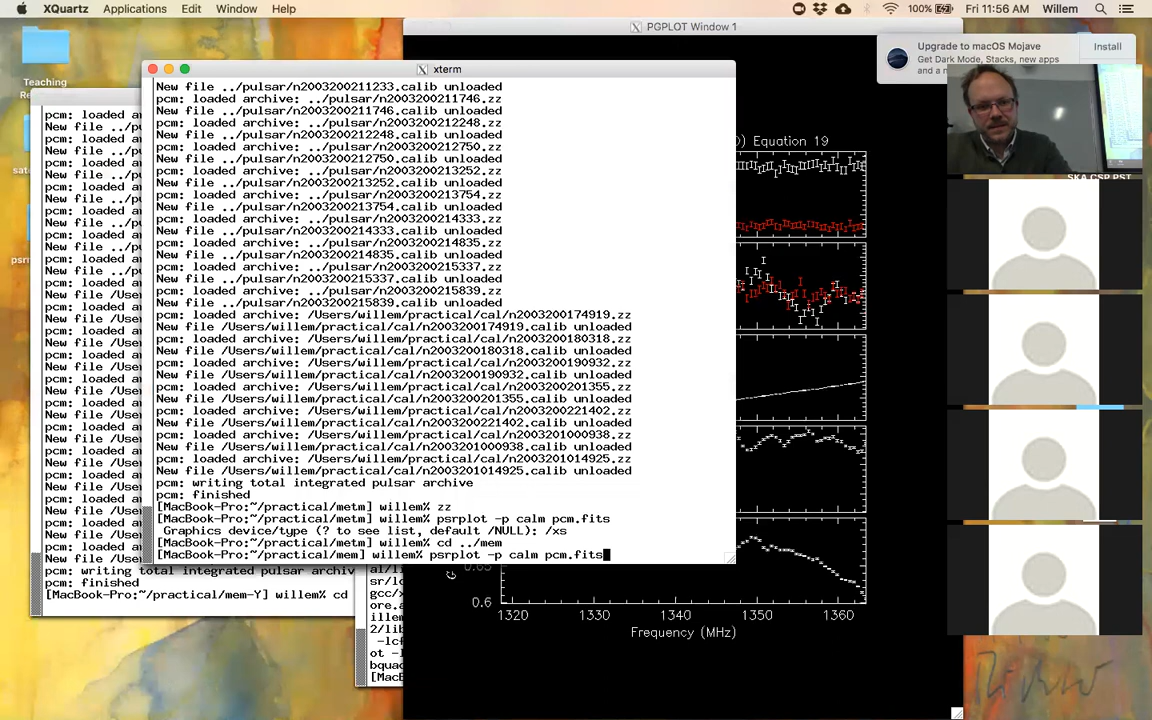 XQuartz Applications Edit Window Help
100% Fri 11:56 AM Willem
PGPLOT Window 1
Upgrade to macOS Mojave
Get Dark Mode, Stacks, new apps
and a
Install
Teaching
xterm
New file ../pulsar/n2003200211233.calib unloaded
pcm: loaded archive: ../pulsar/n2003200211746.zz
New file ../pulsar/n2003200211746.calib unloaded
pcm: loaded archive: ../pulsar/n2003200212248.zz
New file ../pulsar/n2003200212248.calib unloaded
pcm: loaded archive: ../pulsar/n2003200212750.zz
New file ../pulsar/n2003200212750.calib unloaded
pcm: loaded archive: ../pulsar/n2003200213252.zz
New file ../pulsar/n2003200213252.calib unloaded
pcm: loaded archive: ../pulsar/n2003200213754.zz
New file ../pulsar/n2003200213754.calib unloaded
pcm: loaded archive: ../pulsar/n2003200214333.zz
New file ../pulsar/n2003200214333.calib unloaded
pcm: loaded archive: ../pulsar/n2003200214835.zz
New file ../pulsar/n2003200214835.calib unloaded
pcm: loaded archive: ../pulsar/n2003200215337.zz
New file ../pulsar/n2003200215337.calib unloaded
pcm: loaded archive: ../pulsar/n2003200215839.zz
New file ../pulsar/n2003200215839.calib unloaded
pcm: loaded archive: /Users/willem/practical/cal/n2003200174919.zz
New file /Users/willem/practical/cal/n2003200174919.calib unloaded
pcm: loaded archive: /Users/willem/practical/cal/n2003200180318.zz
New file /Users/willem/practical/cal/n2003200180318.calib unloaded
pcm: loaded archive: /Users/willem/practical/cal/n2003200190932.zz
New file /Users/willem/practical/cal/n2003200190932.calib unloaded
pcm: loaded archive: /Users/willem/practical/cal/n2003200201355.zz
New file /Users/willem/practical/cal/n2003200201355.calib unloaded
pcm: loaded archive: /Users/willem/practical/cal/n2003200221402.zz
New file /Users/willem/practical/cal/n2003200221402.calib unloaded
pcm: loaded archive: /Users/willem/practical/cal/n2003201000938.zz
New file /Users/willem/practical/cal/n2003201000938.calib unloaded
pcm: loaded archive: /Users/willem/practical/cal/n2003201014925.zz
New file /Users/willem/practical/cal/n2003201014925.calib unloaded
pcm: writing total integrated pulsar archive
pcm: finished
[MacBook-Pro:~/practical/metm] willem% zz
[MacBook-Pro:~/practical/metm] willem% psrplot -p calm pcm.fits
Graphics device/type (? to see list, default /NULL): /xs
[MacBook-Pro:~/practical/metm] willem% cd ../mem
[MacBook-Pro:~/practical/mem] willem% psrplot -p calm pcm.fits
pcm: writing total integrated pulsar archiv
pcm: finished
[MacBook-Pro:~/practical/mem-Y] willem% cd
) Equation 19
0.65
0.6
1320 1330 1340 1350 1360
Frequency (MHz)
SKA CSP PST